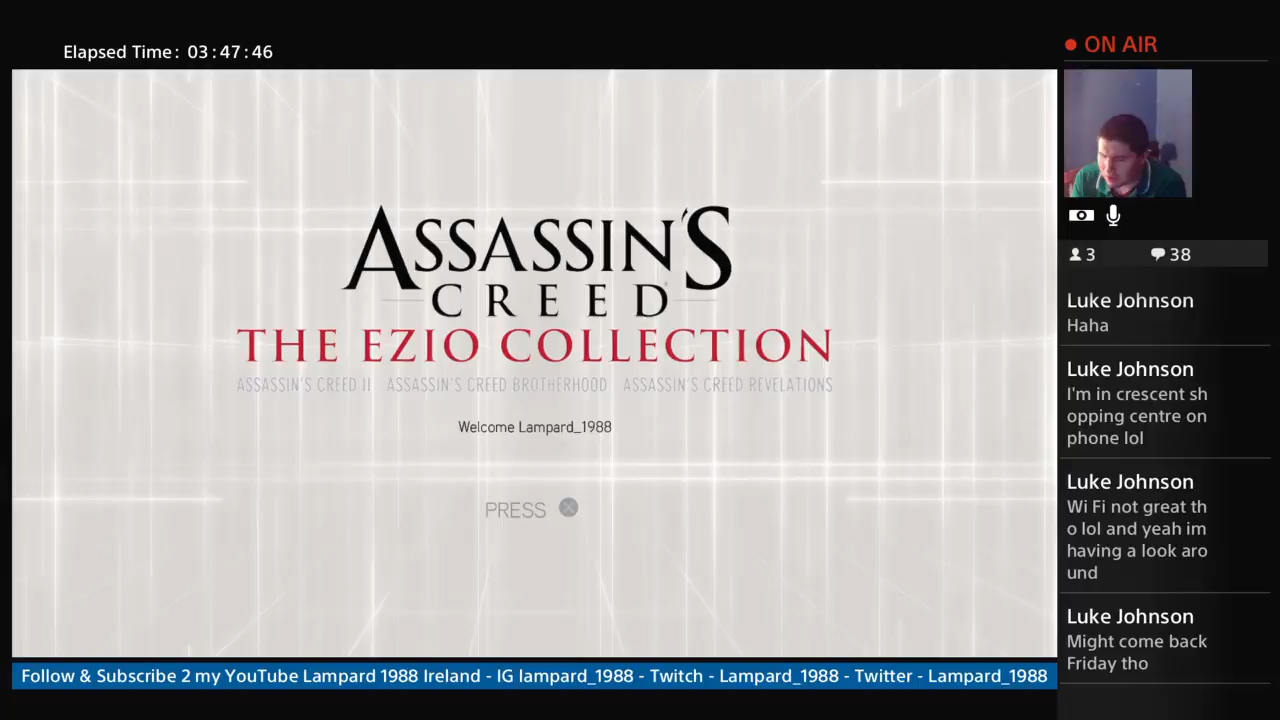 Elapsed Time: 03:47:46
ON AIR
ASSASSIN'S
CREED
THE EZIO COLLECTION
ASSASSIN'S CREED II ASSASSIN'S CREED BROTHERHOOD ASSASSIN'S CREED REVELATIONS
Welcome Lampard_1988
PRESS
3 38
Luke Johnson
Haha
Luke Johnson
I'm in crescent sh
opping centre on
phone lol
Luke Johnson
Wi Fi not great th
o lol and yeah im
having a look aro
und
Luke Johnson
Might come back
Friday tho
Follow & Subscribe 2 my YouTube Lampard 1988 Ireland - IG lampard_1988 - Twitch - Lampard_1988 - Twitter - Lampard_1988